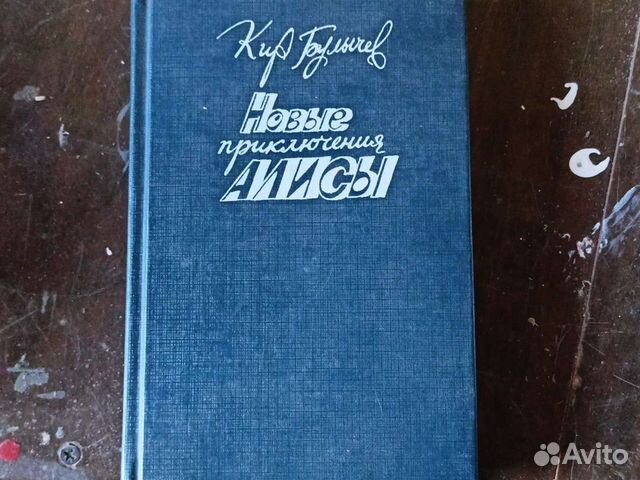 Кир Булычев
Новые
приключения
АЛИСЫ
Avito